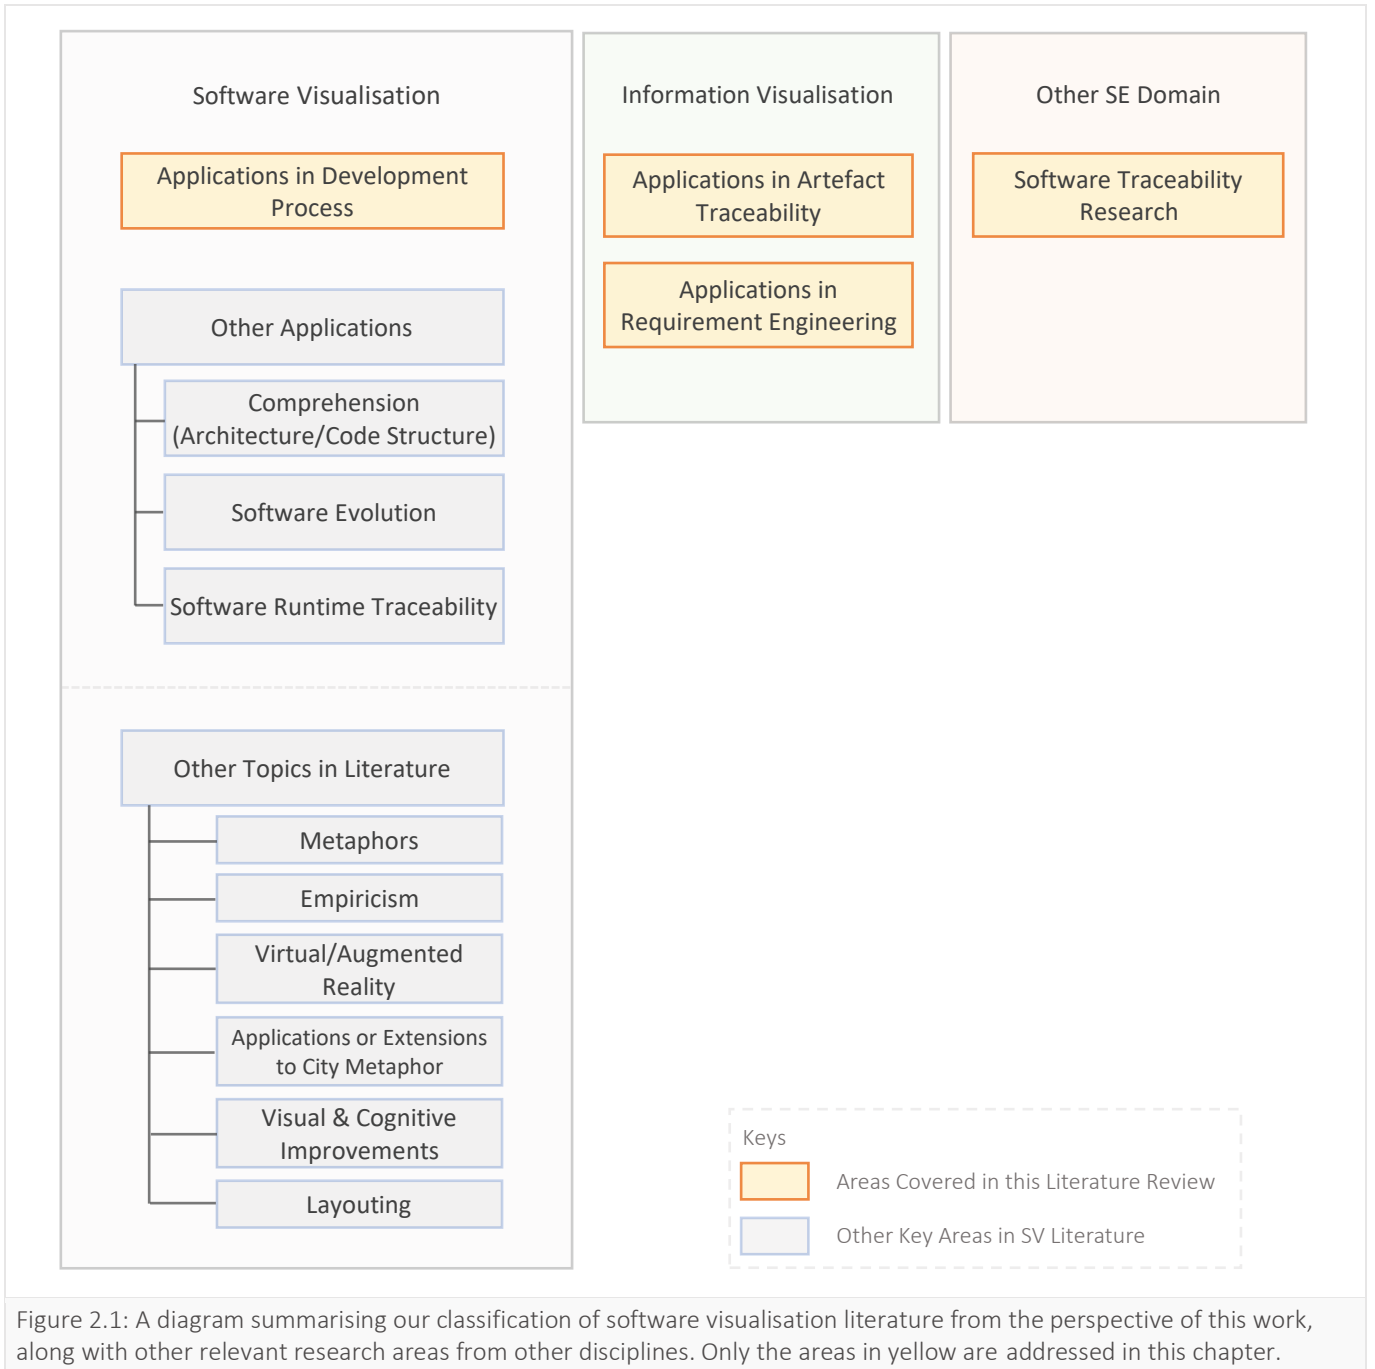 Software Visualisation
Applications in Development
Process
Other Applications
Comprehension
(Architecture/Code Structure)
Software Evolution
Software Runtime Traceability
Other Topics in Literature
Metaphors
Empiricism
Virtual/Augmented
Reality
Applications or Extensions
to City Metaphor
Visual & Cognitive
Improvements
Layouting
Information Visualisation
Applications in Artefact
Traceability
Applications in
Requirement Engineering
Other SE Domain
Software Traceability
Research
Keys
Areas Covered in this Literature Review
Other Key Areas in SV Literature
Figure 2.1: A diagram summarising our classification of software visualisation literature from the perspective of this work,
along with other relevant research areas from other disciplines. Only the areas in yellow are addressed in this chapter.